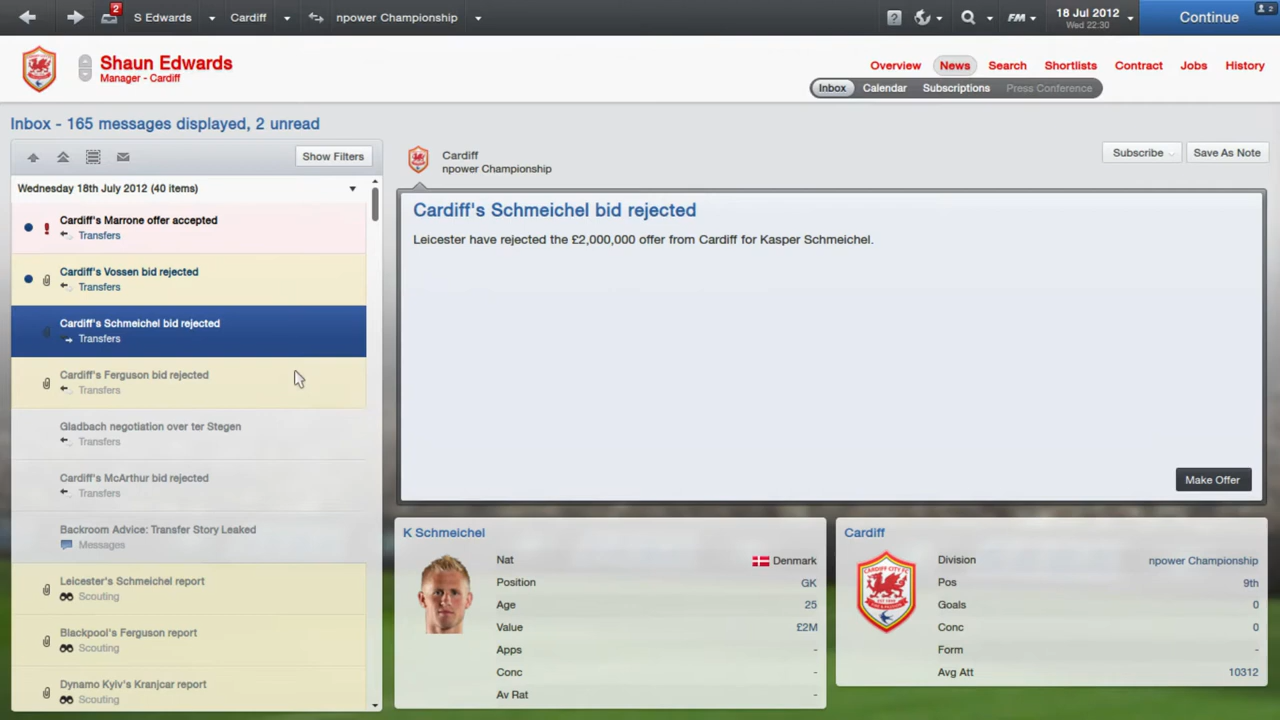 2
S Edwards
Cardiff
npower Championship
FM
18 Jul 2012
Wed 22:30
Continue
2
Shaun Edwards
Manager - Cardiff
Overview
News
Search
Shortlists
Contract
Jobs
History
Inbox
Calendar
Subscriptions
Press Conference
Inbox - 165 messages displayed, 2 unread
Show Filters
Wednesday 18th July 2012 (40 items)
Cardiff's Marrone offer accepted
Transfers
Cardiff's Vossen bid rejected
Transfers
Cardiff's Schmeichel bid rejected
Transfers
Cardiff's Ferguson bid rejected
Transfers
Gladbach negotiation over ter Stegen
Transfers
Cardiff's McArthur bid rejected
Transfers
Backroom Advice: Transfer Story Leaked
Messages
Leicester's Schmeichel report
Scouting
Blackpool's Ferguson report
Scouting
Dynamo Kyiv's Kranjcar report
Scouting
Cardiff
npower Championship
Subscribe
Save As Note
Cardiff's Schmeichel bid rejected
Leicester have rejected the £2,000,000 offer from Cardiff for Kasper Schmeichel.
Make Offer
K Schmeichel
Nat Denmark
Position GK
Age 25
Value £2M
Apps -
Conc -
Av Rat -
Cardiff
CARDIFF CITY FC
Division npower Championship
Pos 9th
Goals 0
Conc 0
Form -
Avg Att 10312